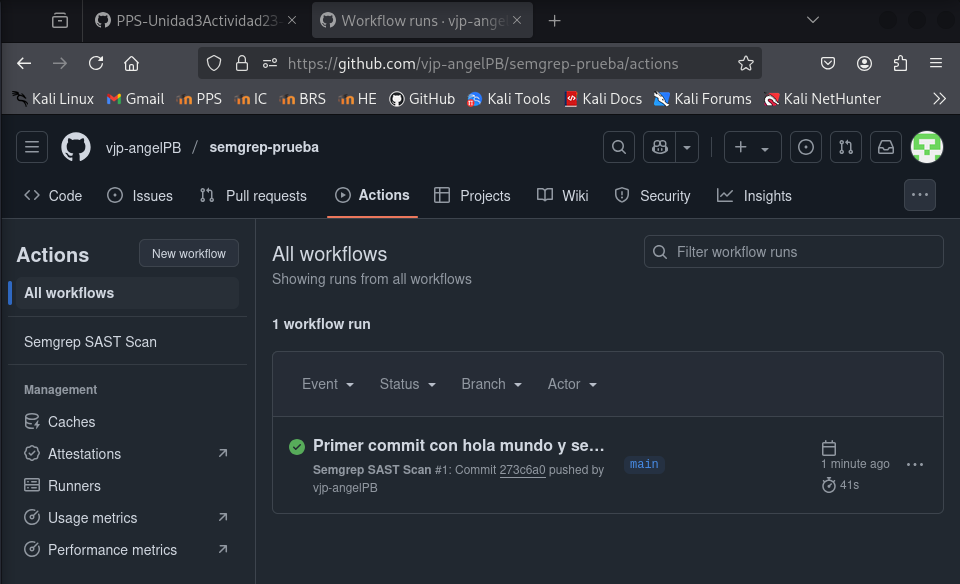 PPS-Unidad3Actividad23-
Workflow runs · vjp-angel
https://github.com/vjp-angelPB/semgrep-prueba/actions
Kali Linux
Gmail
PPS
IC
BRS
HE
GitHub
Kali Tools
Kali Docs
Kali Forums
Kali NetHunter
vjp-angelPB / semgrep-prueba
Code
Issues
Pull requests
Actions
Projects
Wiki
Security
Insights
Actions
New workflow
All workflows
Semgrep SAST Scan
Management
Caches
Attestations
Runners
Usage metrics
Performance metrics
All workflows
Showing runs from all workflows
Filter workflow runs
1 workflow run
Event
Status
Branch
Actor
Primer commit con hola mundo y se...
Semgrep SAST Scan #1: Commit 273c6a0 pushed by
vjp-angelPB
main
1 minute ago
41s